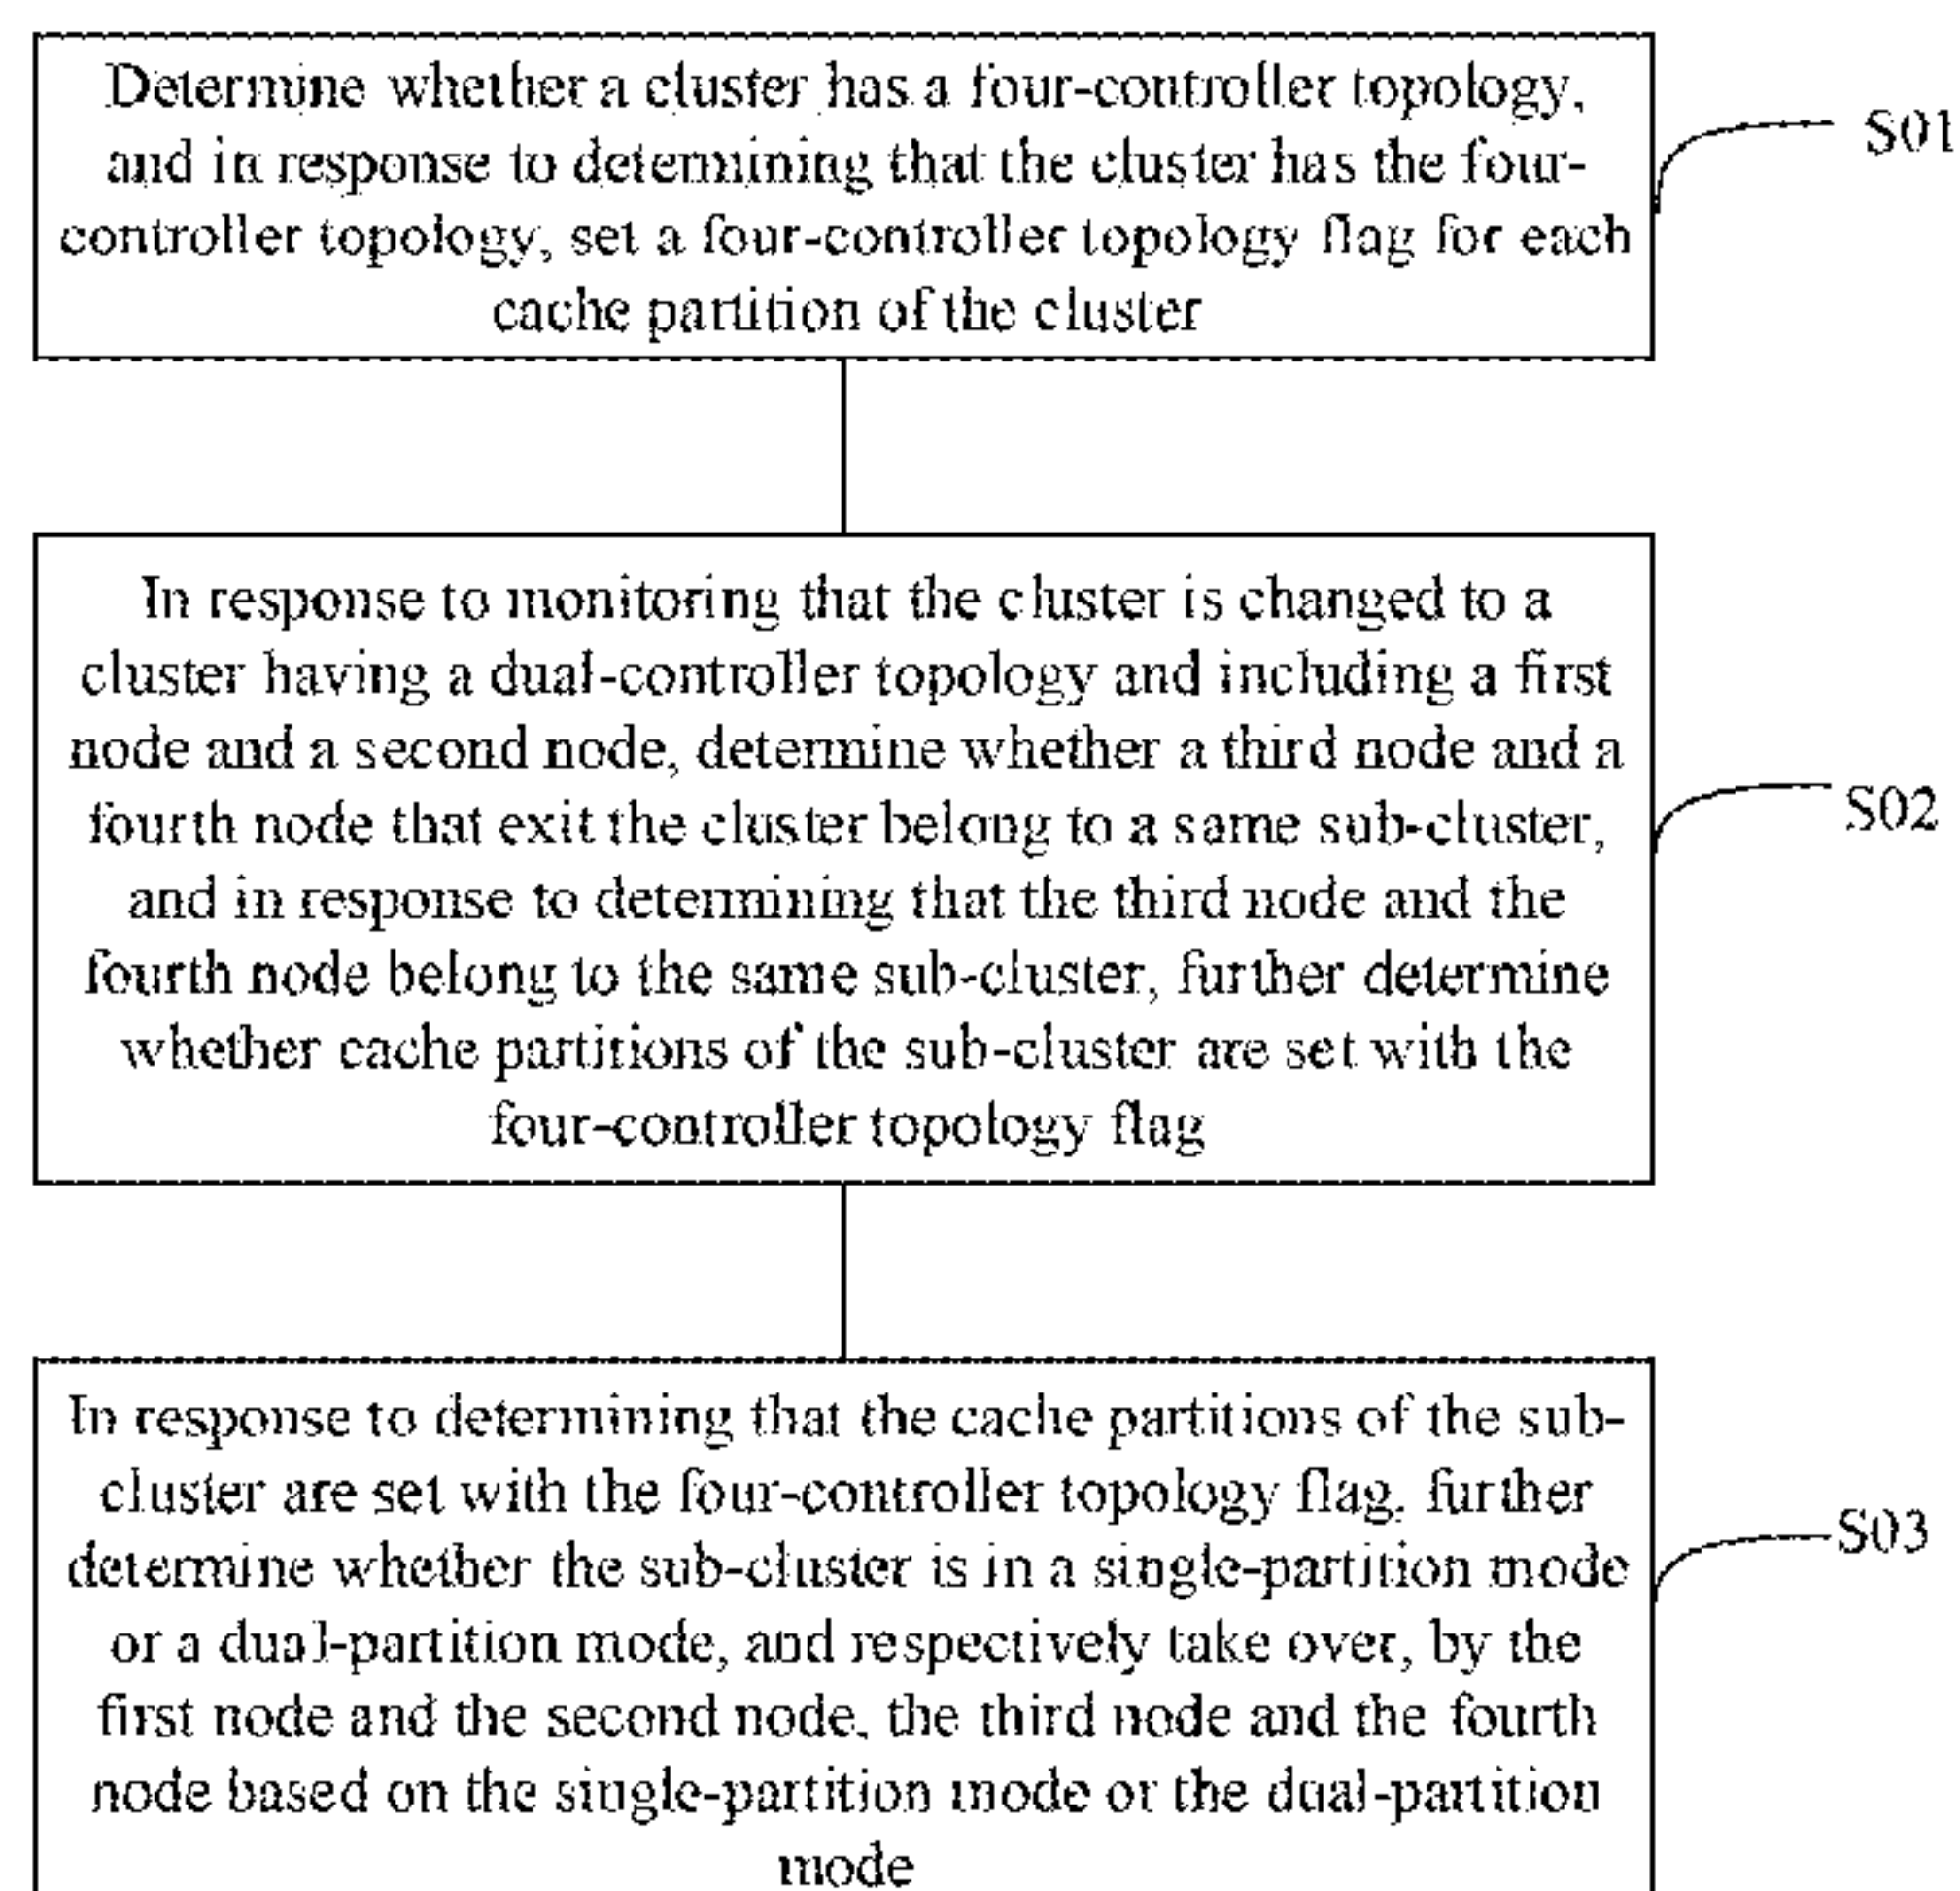 Determine whether a cluster has a four-controller topology,
and in response to determining that the cluster has the four-
controller topology, set a four-controller topology flag for each
cache partition of the cluster
S01
In response to monitoring that the cluster is changed to a
cluster having a dual-controller topology and including a first
node and a second node, determine whether a third node and a
fourth node that exit the cluster belong to a same sub-cluster,
and in response to determining that the third node and the
fourth node belong to the same sub-cluster, further determine
whether cache partitions of the sub-cluster are set with the
four-controller topology flag
S02
In response to determining that the cache partitions of the sub-
cluster are set with the four-controller topology flag, further
determine whether the sub-cluster is in a single-partition mode
or a dual-partition mode, and respectively take over, by the
first node and the second node, the third node and the fourth
node based on the single-partition mode or the dual-partition
mode
S03